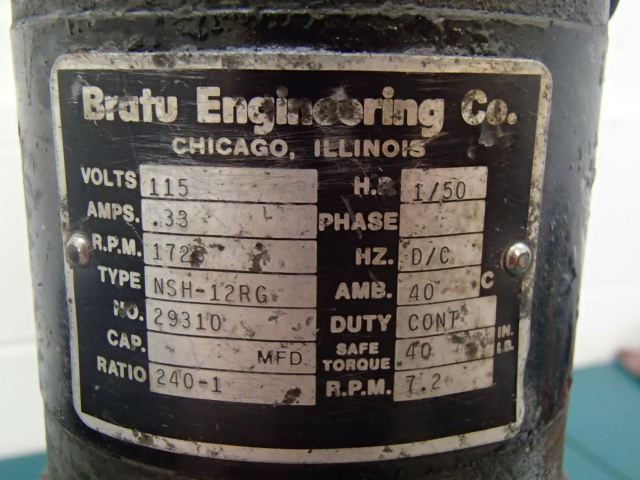 Bratu Engineering Co.
CHICAGO, ILLINOIS
VOLTS 115 H.P. 1/50
AMPS. .33 PHASE
R.P.M. HZ. D/C
TYPE NSH-12RG AMB. 40 C
NO. 29310 DUTY CONT
CAP. MFD. SAFE TORQUE 40 IN. LB.
RATIO 240-1 R.P.M. 7.2